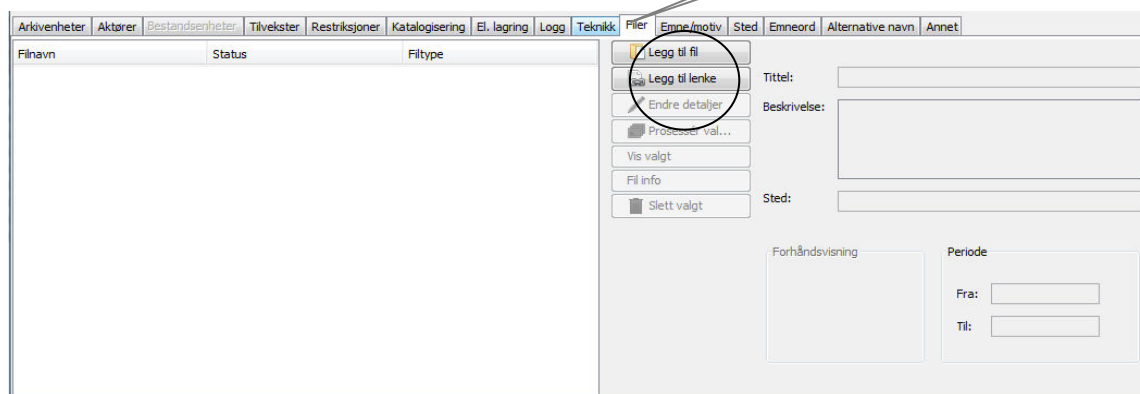 Arkivenheter Aktører Bestandsenheter Tilvekster Restriksjoner Katalogisering El. lagring Logg Teknikk Filer Emne/motiv Sted Emneord Alternative navn Annet
Filnavn Status Filtype
Legg til fil
Legg til lenke
Endre detaljer
Prosesser val...
Vis valgt
Fil info
Slett valgt
Tittel:
Beskrivelse:
Sted:
Forhåndsvisning
Periode
Fra:
Til: